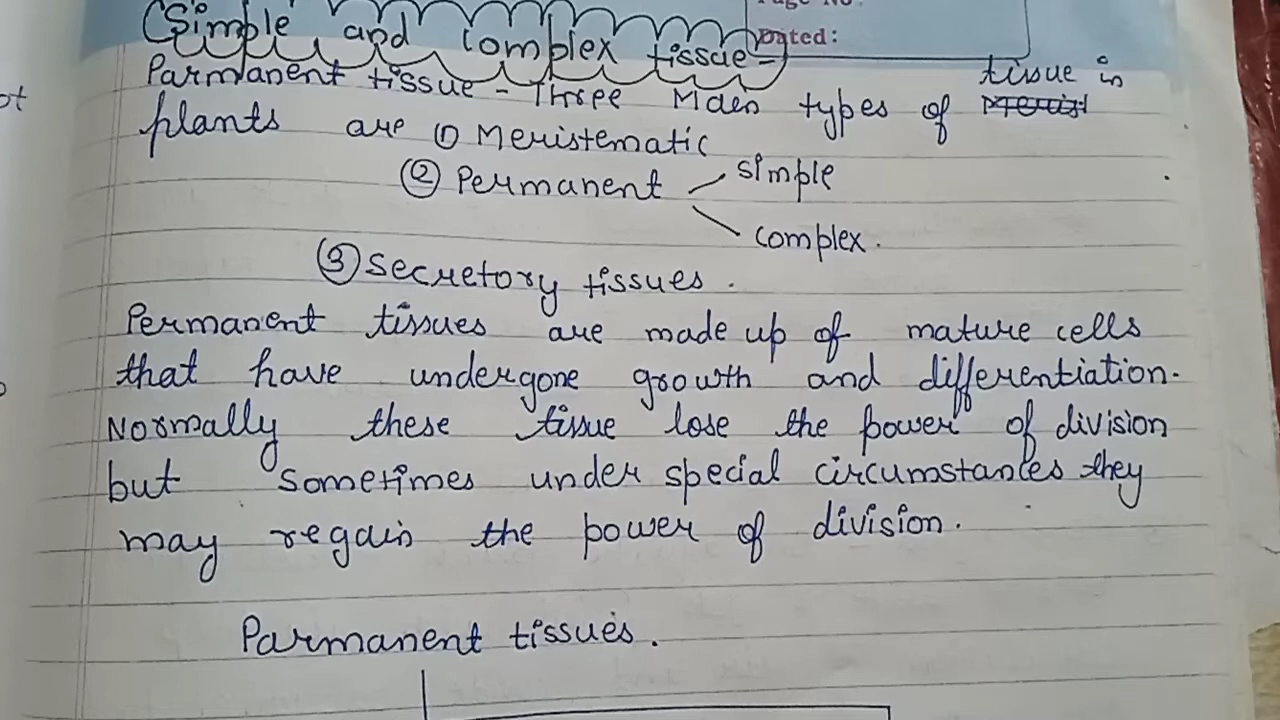 Page No.
Dated:
Simple and complex tissue-
Parmanent tissue - Three Main types of tissue in
plants are ① Meristematic
② Permanent simple
complex.
③ Secretory tissues.
Permanent tissues are made up of mature cells
that have undergone growth and differentiation.
Normally these tissue lose the power of division
but sometimes under special circumstances they
may regain the power of division.
Parmanent tissues.